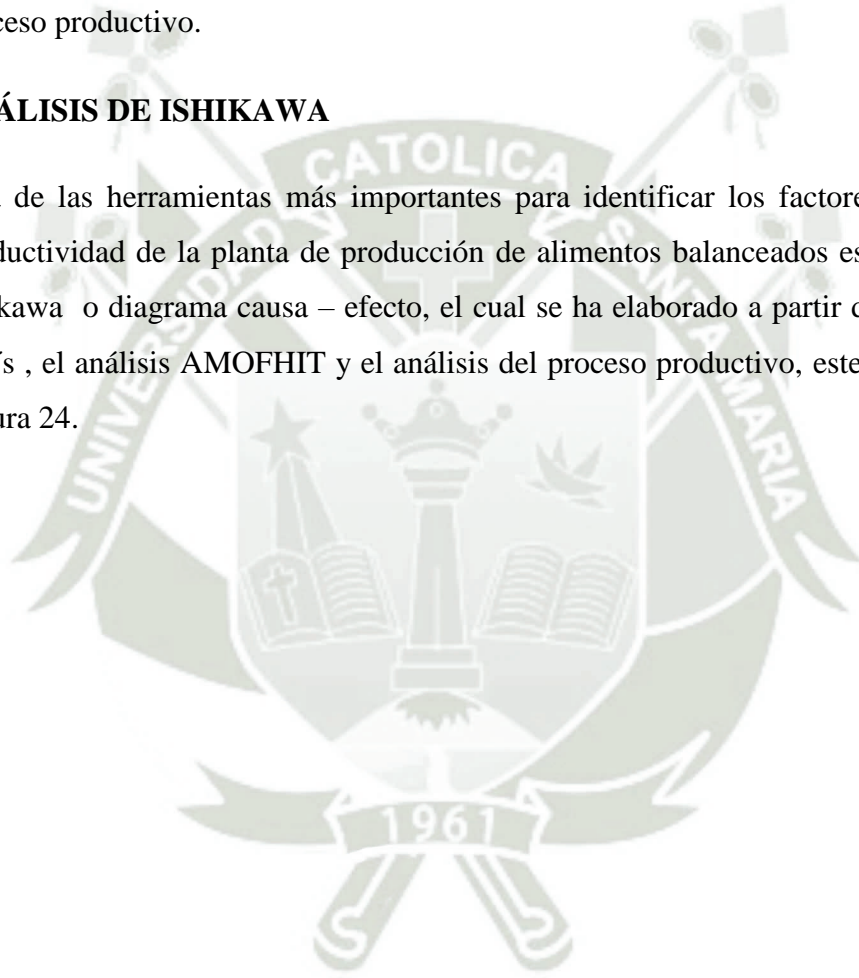 ceso productivo.
ÁLISIS DE ISHIKAWA
de las herramientas más importantes para identificar los factore
ductividad de la planta de producción de alimentos balanceados es
kawa o diagrama causa – efecto, el cual se ha elaborado a partir
´s , el análisis AMOFHIT y el análisis del proceso productivo, este
ura 24.
UNIVERSIDAD CATOLICA SANTA MARIA
1961